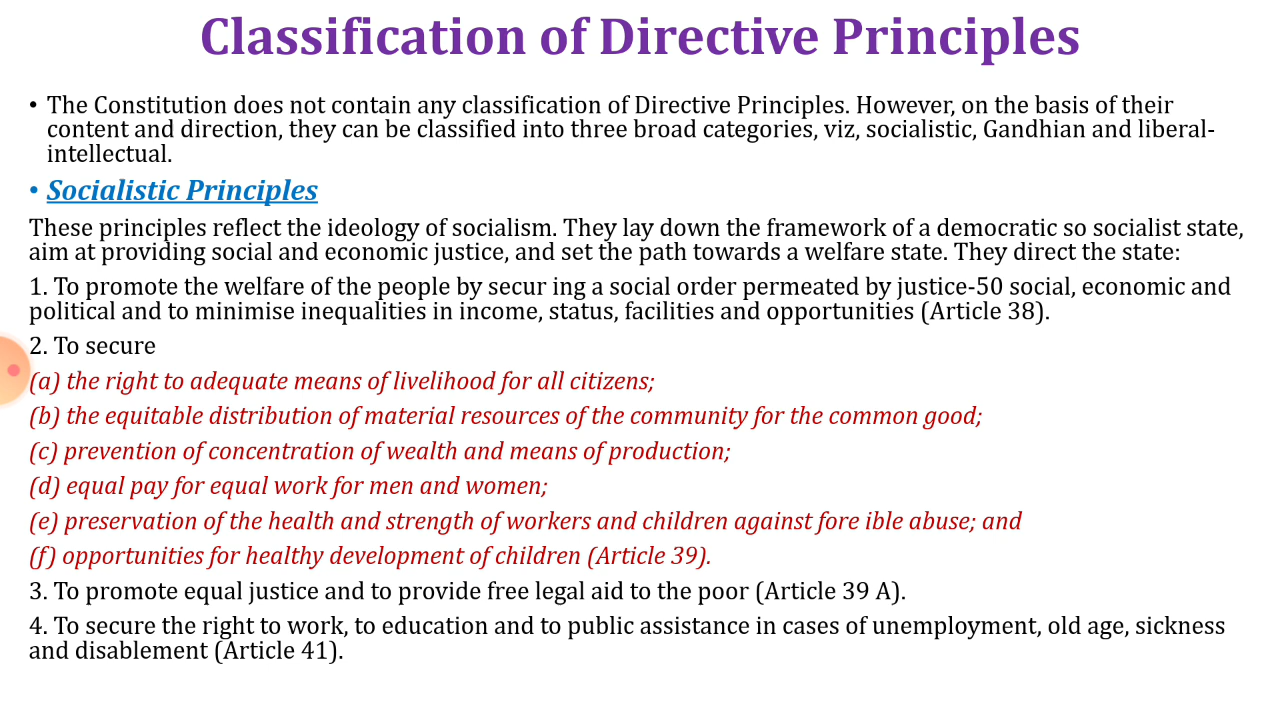 Classification of Directive Principles
• The Constitution does not contain any classification of Directive Principles. However, on the basis of their
content and direction, they can be classified into three broad categories, viz, socialistic, Gandhian and liberal-
intellectual.
• Socialistic Principles
These principles reflect the ideology of socialism. They lay down the framework of a democratic so socialist state,
aim at providing social and economic justice, and set the path towards a welfare state. They direct the state:
1. To promote the welfare of the people by secur ing a social order permeated by justice-50 social, economic and
political and to minimise inequalities in income, status, facilities and opportunities (Article 38).
2. To secure
(a) the right to adequate means of livelihood for all citizens;
(b) the equitable distribution of material resources of the community for the common good;
(c) prevention of concentration of wealth and means of production;
(d) equal pay for equal work for men and women;
(e) preservation of the health and strength of workers and children against fore ible abuse; and
(f) opportunities for healthy development of children (Article 39).
3. To promote equal justice and to provide free legal aid to the poor (Article 39 A).
4. To secure the right to work, to education and to public assistance in cases of unemployment, old age, sickness
and disablement (Article 41).